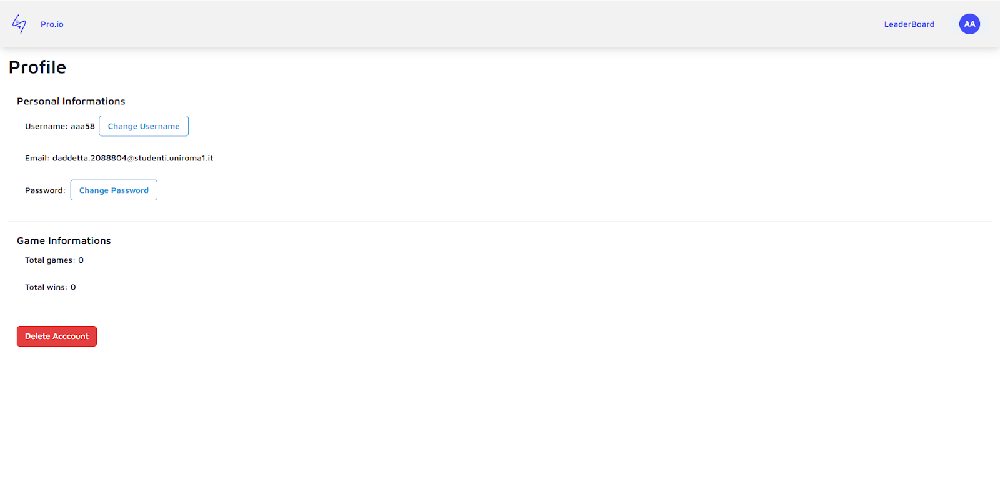 Pro.io LeaderBoard AA
Profile
Personal Informations
Username: aaa58 Change Username
Email: daddetta.2088804@studenti.uniroma1.it
Password: Change Password
Game Informations
Total games: 0
Total wins: 0
Delete Acccount